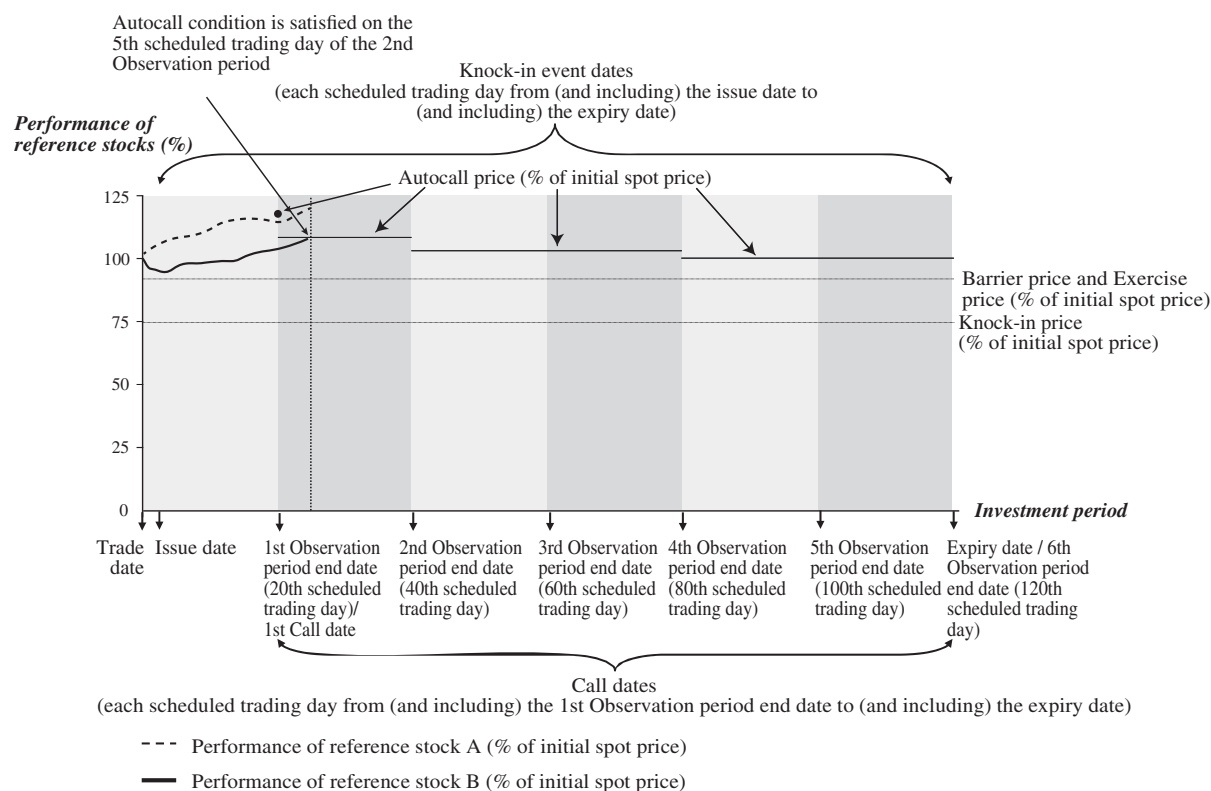 Autocall condition is satisfied on the
5th scheduled trading day of the 2nd
Observation period
Knock-in event dates
(each scheduled trading day from (and including) the issue date to
(and including) the expiry date)
Performance of
reference stocks (%)
Autocall price (% of initial spot price)
125
100
75
50
25
0
Barrier price and Exercise
price (% of initial spot price)
Knock-in price
(% of initial spot price)
Investment period
Trade
date
Issue date
1st Observation
period end date
(20th scheduled
trading day)/
1st Call date
2nd Observation
period end date
(40th scheduled
trading day)
3rd Observation
period end date
(60th scheduled
trading day)
4th Observation
period end date
(80th scheduled
trading day)
5th Observation
period end date
(100th scheduled
trading day)
Expiry date / 6th
Observation period
end date (120th
scheduled trading
day)
Call dates
(each scheduled trading day from (and including) the 1st Observation period end date to (and including) the expiry date)
Performance of reference stock A (% of initial spot price)
Performance of reference stock B (% of initial spot price)